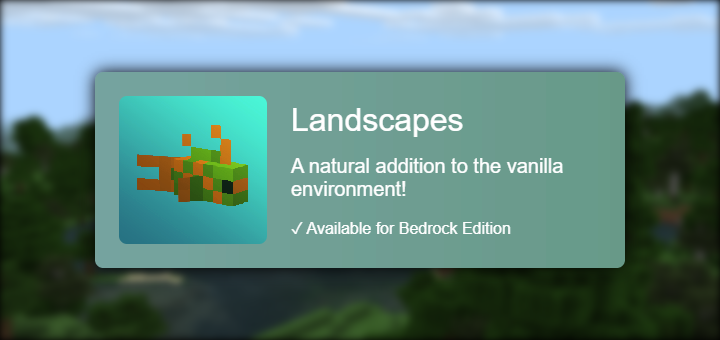 Landscapes
A natural addition to the vanilla
environment!
✓ Available for Bedrock Edition